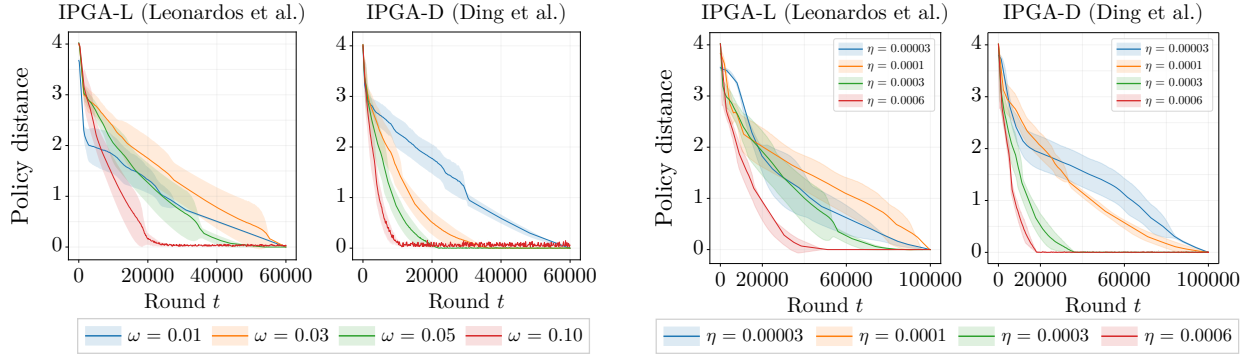 IPGA-L (Leonardos et al.)
IPGA-D (Ding et al.)
Policy distance
4
3
2
1
0
0 20000 40000 60000
Round t
4
3
2
1
0
0 20000 40000 60000
Round t
ω = 0.01 ω = 0.03 ω = 0.05 ω = 0.10
IPGA-L (Leonardos et al.)
IPGA-D (Ding et al.)
Policy distance
4
3
2
1
0
η = 0.00003
η = 0.0001
η = 0.0003
η = 0.0006
0 20000 60000 100000
Round t
4
3
2
1
0
η = 0.00003
η = 0.0001
η = 0.0003
η = 0.0006
0 20000 60000 100000
Round t
η = 0.00003 η = 0.0001 η = 0.0003 η = 0.0006